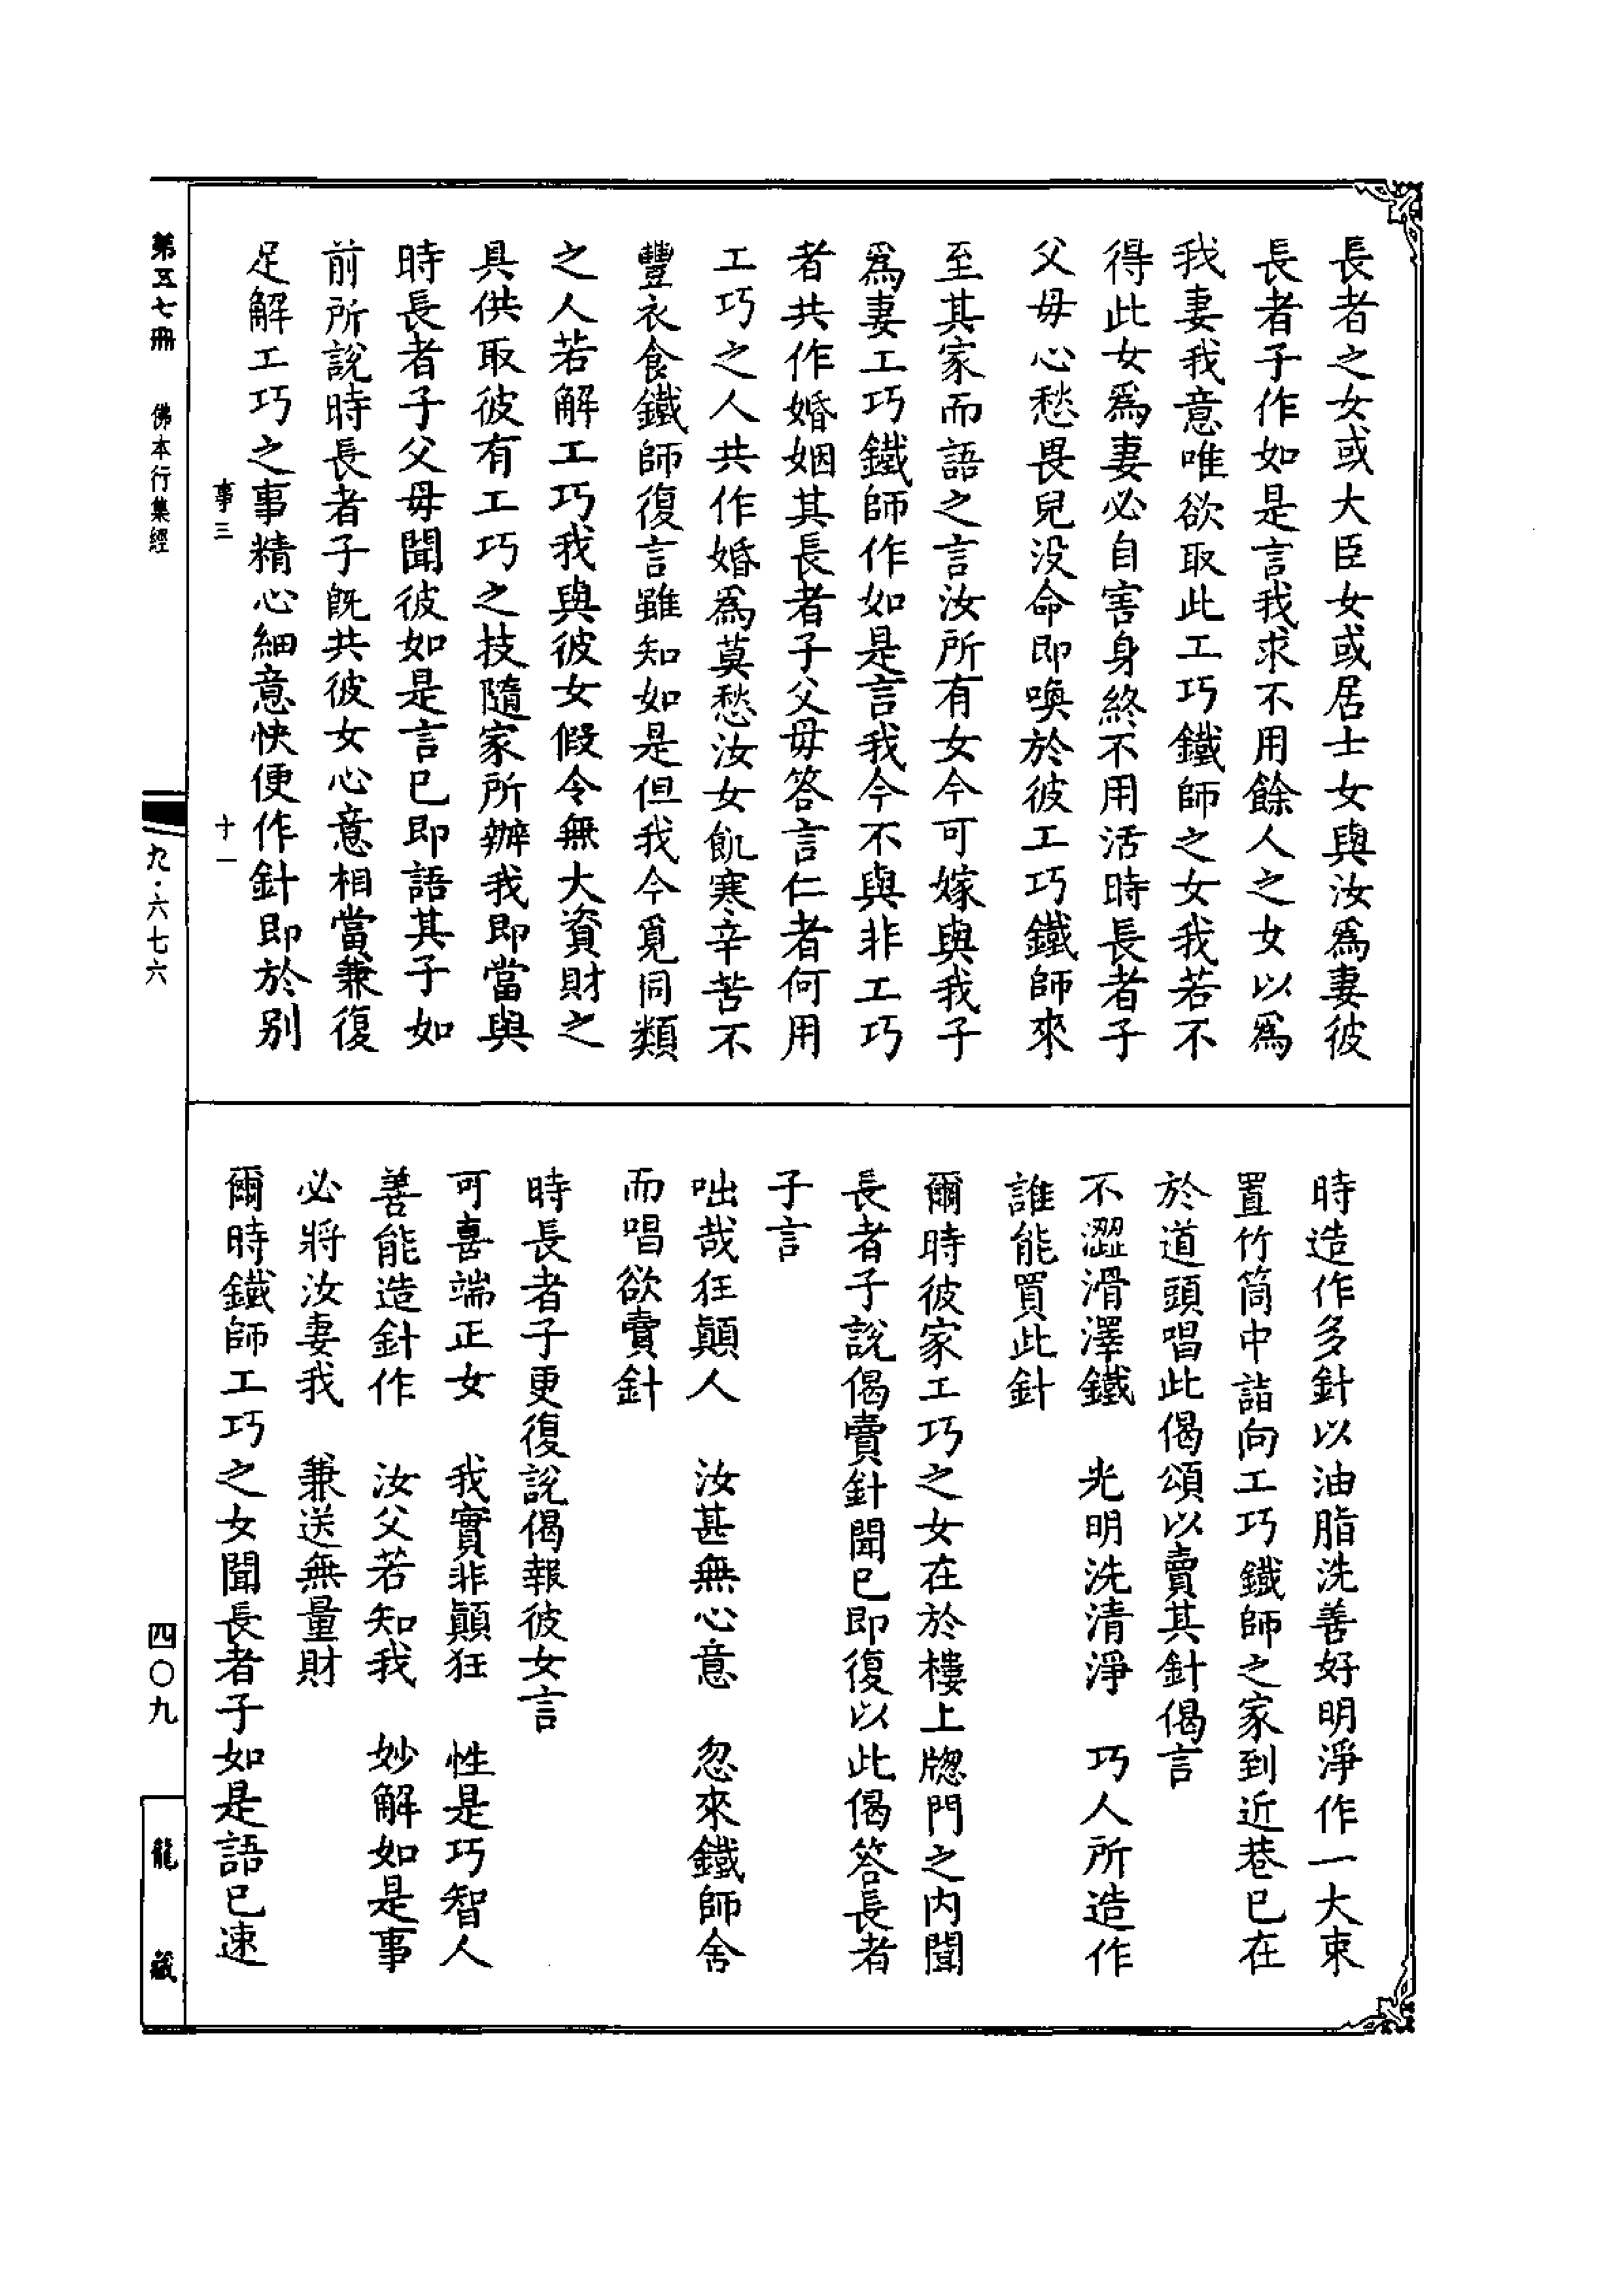 長者之女或大臣女或居士女與汝爲妻彼
長者子作如是言我求不用餘人之女以爲
我妻我意唯欲取此工巧鐵師之女我若不
得此女爲妻必自害身終不用活時長者子
父母心愁畏兒没命即喚於彼工巧鐵師來
至其家而語之言汝所有女今可嫁與我子
爲妻工巧鐵師作如是言我今不與非工巧
者共作婚姻其長者子父母答言仁者何用
工巧之人共作婚爲莫愁汝女飢寒辛苦不
豐衣食鐵師復言雖知如是但我今覓同類
之人若解工巧我與彼女假令無大資財之
具供取彼有工巧之技隨家所辦我即當與
時長者子父母聞彼如是言已即語其子如
前所說時長者子既共彼女心意相當兼復
足解工巧之事精心細意快便作針即於別
事三
十一
時造作多針以油脂洗善好明淨作一大束
置竹筒中詣向工巧鐵師之家到近巷已在
於道頭唱此偈頌以賣其針偈言
不澀滑澤鐵　光明洗清淨　巧人所造作
誰能買此針
爾時彼家工巧之女在於樓上牎門之内聞
長者子說偈賣針聞已即復以此偈答長者
子言
咄哉狂顛人　汝甚無心意　忽來鐵師舍
而唱欲賣針
時長者子更復說偈報彼女言
可喜端正女　我實非顛狂　性是巧智人
善能造針作　汝父若知我　妙解如是事
必將汝妻我　兼送無量財
爾時鐵師工巧之女聞長者子如是語已速
第五七冊　佛本行集經
九·六七六
四〇九
龍藏